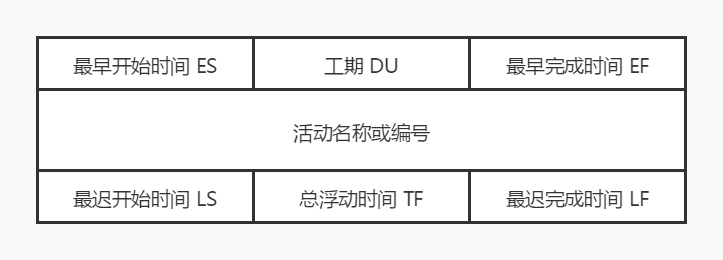 最早开始时间 ES
工期 DU
最早完成时间 EF
活动名称或编号
最迟开始时间 LS
总浮动时间 TF
最迟完成时间 LF